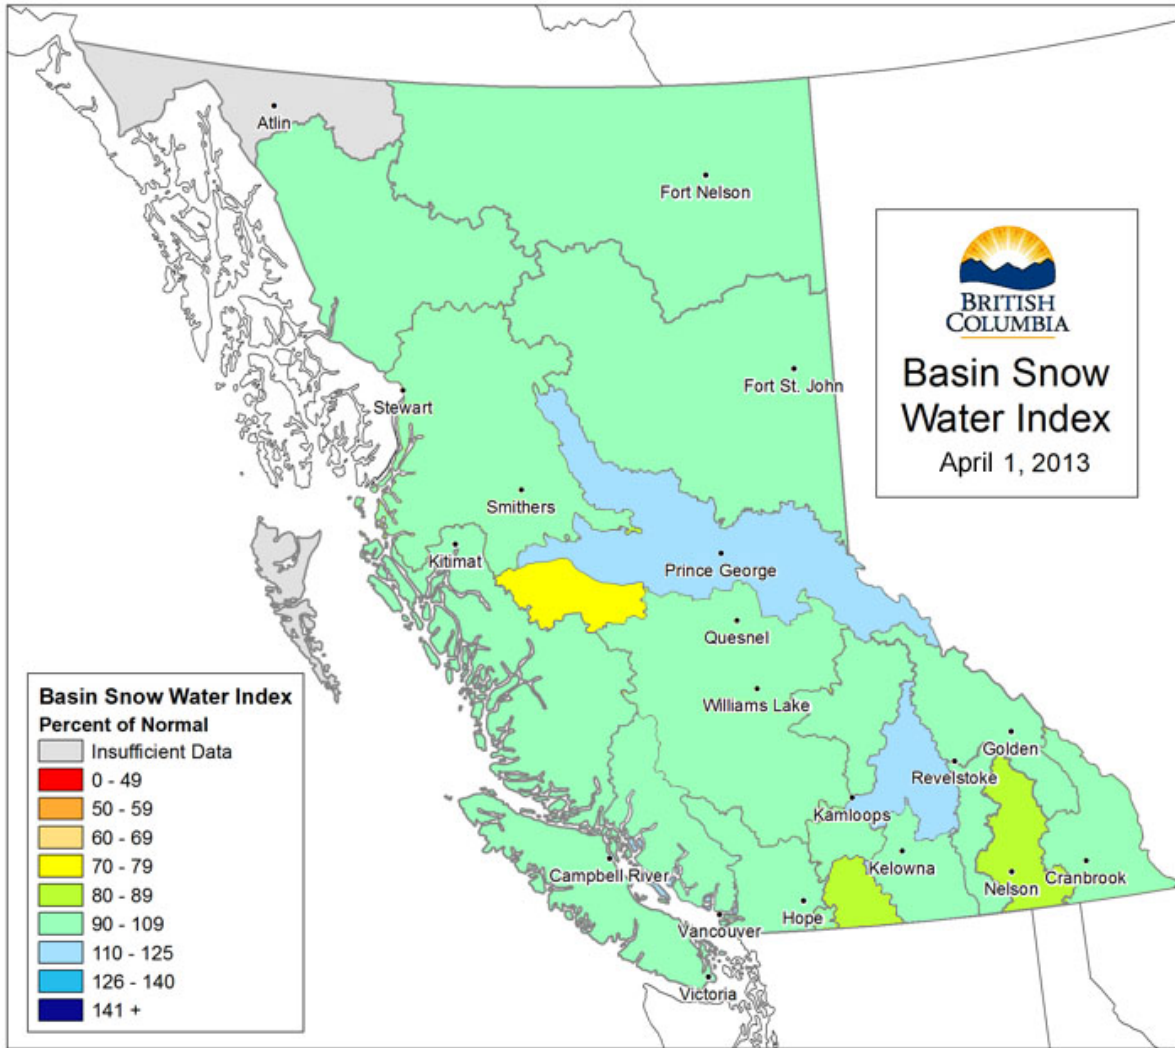 Atlin
Fort Nelson
BRITISH
COLUMBIA
Basin Snow
Water Index
April 1, 2013
Fort St. John
Stewart
Smithers
Kitimat
Prince George
Quesnel
Williams Lake
Golden
Revelstoke
Kamloops
Kelowna
Cranbrook
Nelson
Campbell River
Hope
Vancouver
Victoria
Basin Snow Water Index
Percent of Normal
Insufficient Data
0 - 49
50 - 59
60 - 69
70 - 79
80 - 89
90 - 109
110 - 125
126 - 140
141 +